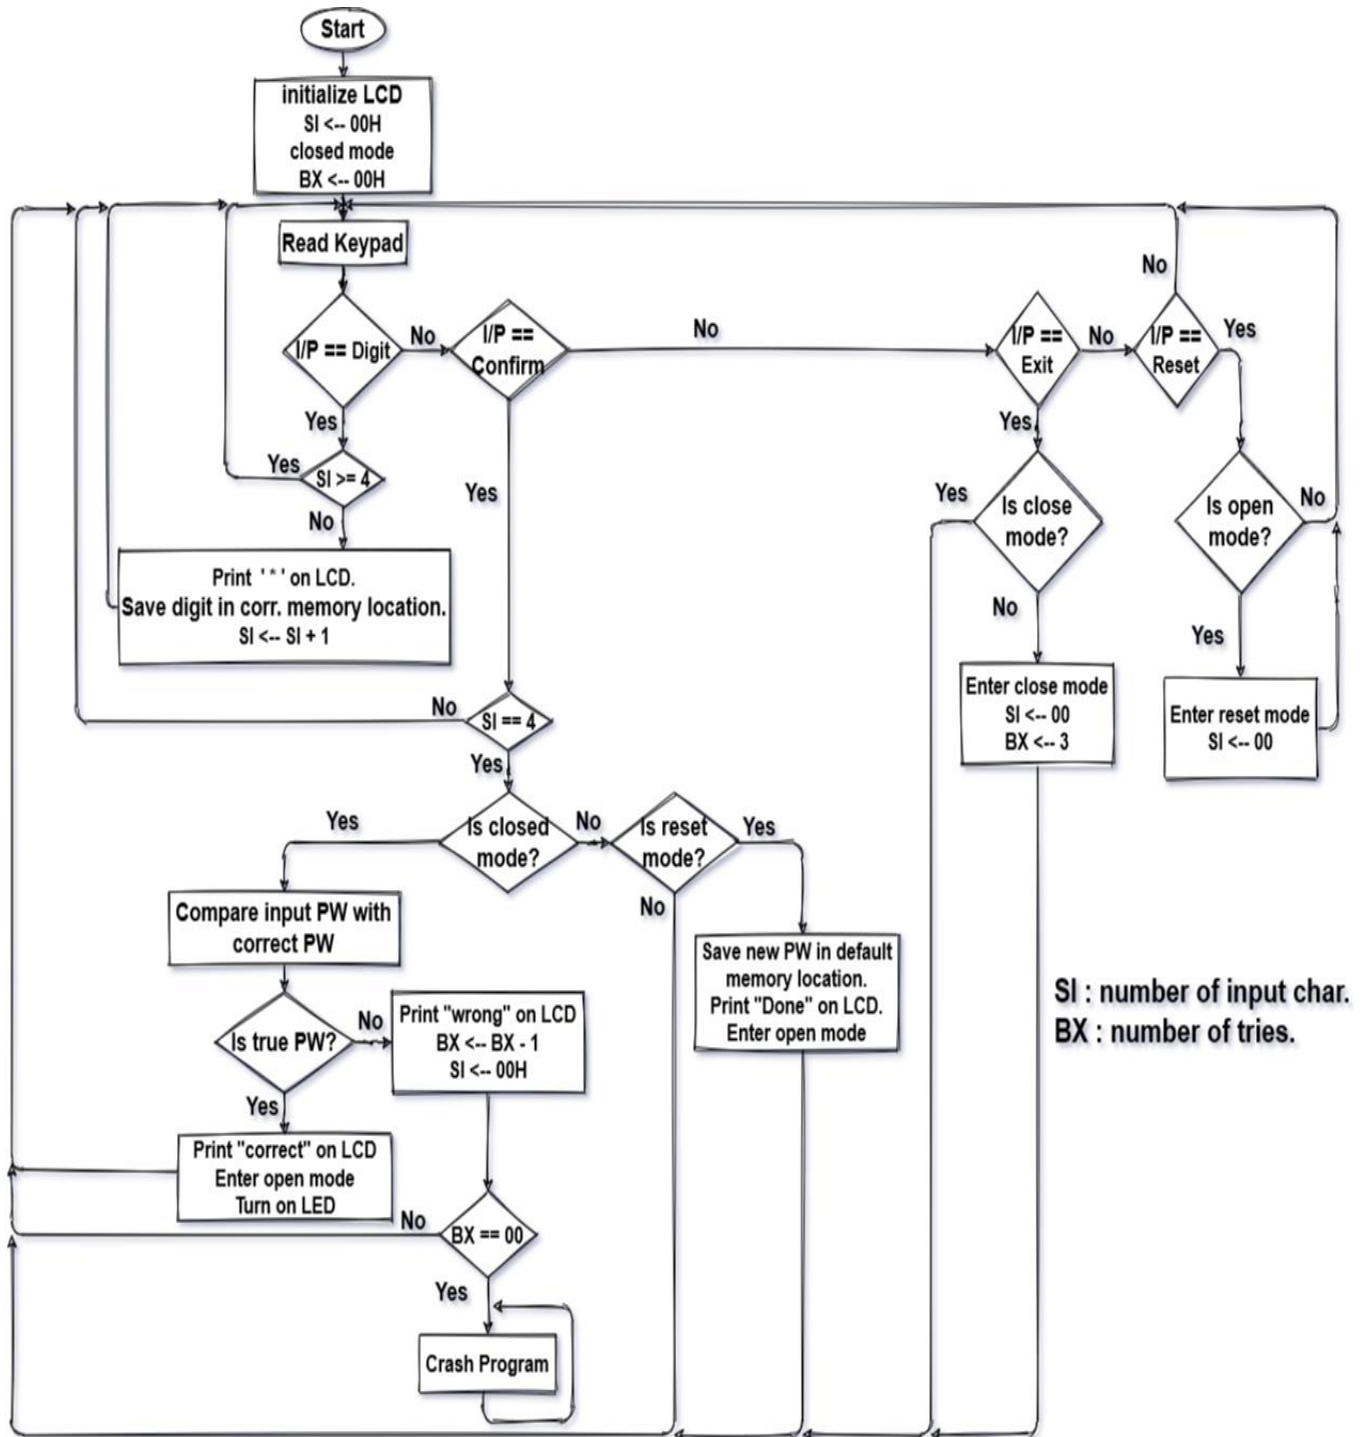 Start
initialize LCD
SI <-- 00H
closed mode
BX <-- 00H
Read Keypad
I/P == Digit
No
I/P ==
Confirm
No
I/P ==
Exit
No
I/P ==
Reset
No
Yes
Yes
SI >= 4
Yes
No
Print '*' on LCD.
Save digit in corr. memory location.
SI <-- SI + 1
Yes
Yes
Is close
mode?
Yes
No
Enter close mode
SI <-- 00
BX <-- 3
Is open
mode?
No
Yes
Enter reset mode
SI <-- 00
SI == 4
No
Yes
Is closed
mode?
Yes
No
Is reset
mode?
Yes
No
Compare input PW with
correct PW
Is true PW?
No
Yes
Print "wrong" on LCD
BX <-- BX - 1
SI <-- 00H
Save new PW in default
memory location.
Print "Done" on LCD.
Enter open mode
Print "correct" on LCD
Enter open mode
Turn on LED
BX == 00
No
Yes
Crash Program
SI : number of input char.
BX : number of tries.